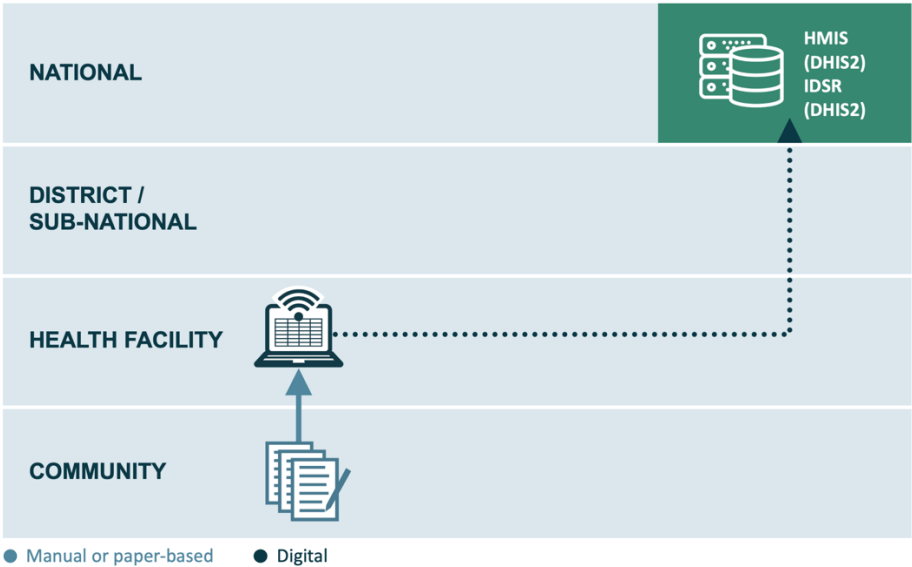 NATIONAL
HMIS
(DHIS2)
IDSR
(DHIS2)
DISTRICT /
SUB-NATIONAL
HEALTH FACILITY
COMMUNITY
Manual or paper-based
Digital